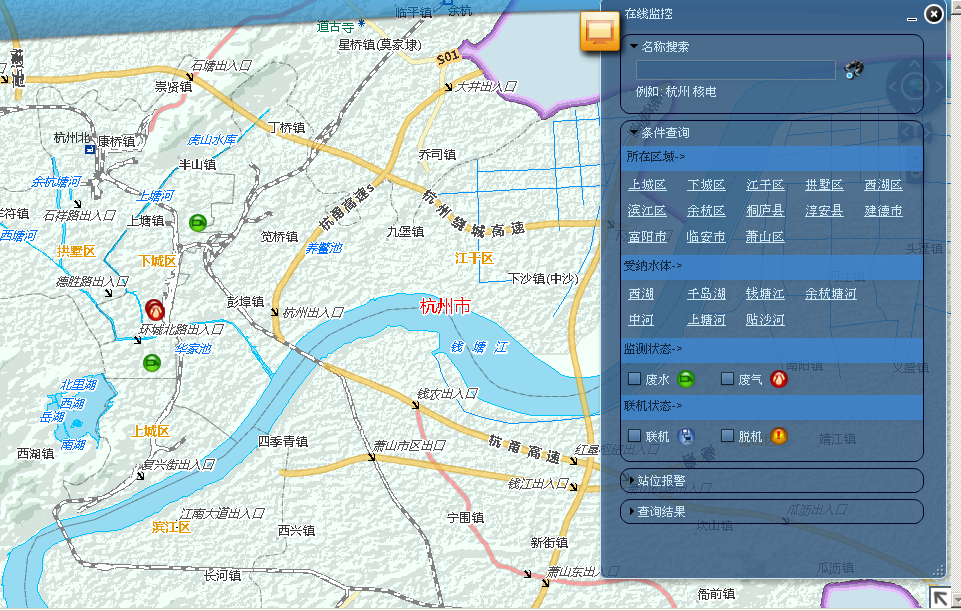 临平镇
余杭
道古寺
星桥镇(莫家埭)
S01
石塘出入口
崇贤镇
大井出入口
杭州北
康桥镇
丁桥镇
虎山水库
半山镇
乔司镇
余杭塘河
上塘河
杭甬高速s
杭州绕城高速
石祥路出入口
上塘镇
笕桥镇
九堡镇
西塘河
养鳖池
拱墅区
下城区
江干区
德胜路出入口
下沙镇(中沙)
彭埠镇
杭州出入口
杭州市
环城北路出入口
华家池
钱塘江
北里湖
西湖
岳湖
南湖
钱农出入口
上城区
四季青镇
萧山市区出口
杭甬高速
西湖镇
复兴街出入口
钱江出入口
江南大道出入口
滨江区
西兴镇
宁围镇
新街镇
长河镇
萧山东出入口
衙前镇
在线监控
名称搜索
例如: 杭州 核电
条件查询
所在区域->
上城区 下城区 江干区 拱墅区 西湖区
滨江区 余杭区 桐庐县 淳安县 建德市
富阳市 临安市 萧山区
受纳水体->
西湖 千岛湖 钱塘江 余杭塘河
中河 上塘河 贴沙河
监测状态->
废水 废气
联机状态->
联机 脱机
站位报警
查询结果
头蓬镇
南阳镇
义盛镇
靖江镇
瓜沥出入口
坎山镇
瓜沥镇